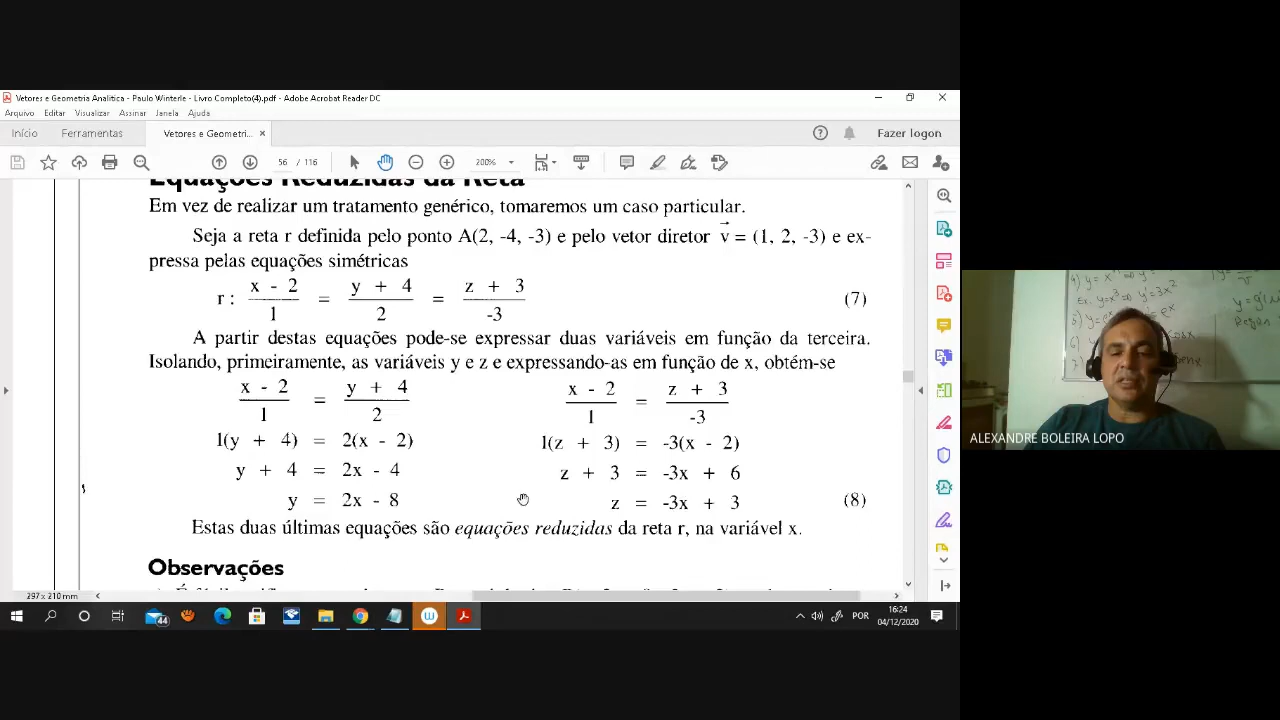 Vetores e Geometria Analitica - Paulo Winterle - Livro Completo(4).pdf - Adobe Acrobat Reader DC
Arquivo Editar Visualizar Assinar Janela Ajuda
Início Ferramentas Vetores e Geometri... × Fazer logon
56 / 116 200%
Equações Reduzidas da Reta
Em vez de realizar um tratamento genérico, tomaremos um caso particular.
Seja a reta r definida pelo ponto A(2, -4, -3) e pelo vetor diretor v⃗ = (1, 2, -3) e ex-
pressa pelas equações simétricas
r : (x - 2)/1 = (y + 4)/2 = (z + 3)/-3 (7)
A partir destas equações pode-se expressar duas variáveis em função da terceira.
Isolando, primeiramente, as variáveis y e z e expressando-as em função de x, obtém-se
(x - 2)/1 = (y + 4)/2 (x - 2)/1 = (z + 3)/-3
1(y + 4) = 2(x - 2) 1(z + 3) = -3(x - 2)
y + 4 = 2x - 4 z + 3 = -3x + 6
y = 2x - 8 z = -3x + 3 (8)
Estas duas últimas equações são equações reduzidas da reta r, na variável x.
Observações
297 x 210 mm
44 POR 16:24
04/12/2020
ALEXANDRE BOLEIRA LOPO
Ex. y=x³ ⇒ y'=3x²